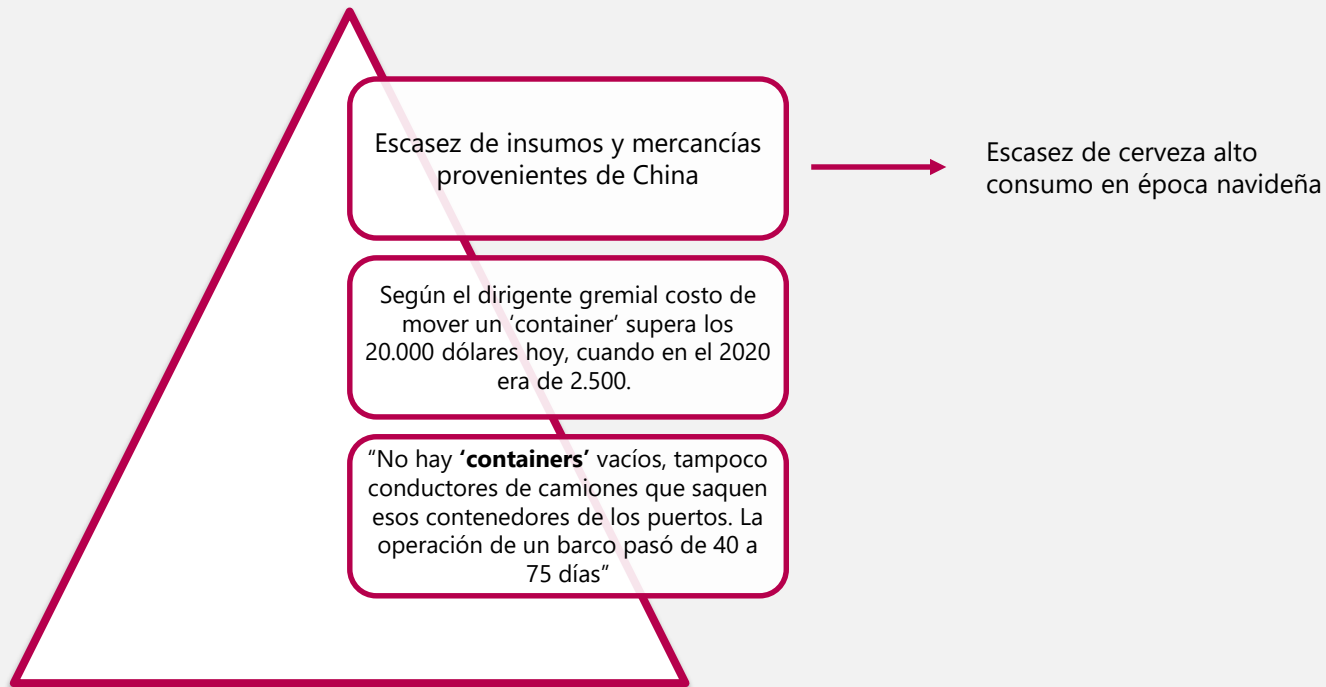 Escasez de insumos y mercancías
provenientes de China
Escasez de cerveza alto
consumo en época navideña
Según el dirigente gremial costo de
mover un ‘container’ supera los
20.000 dólares hoy, cuando en el 2020
era de 2.500.
“No hay ‘containers’ vacíos, tampoco
conductores de camiones que saquen
esos contenedores de los puertos. La
operación de un barco pasó de 40 a
75 días”